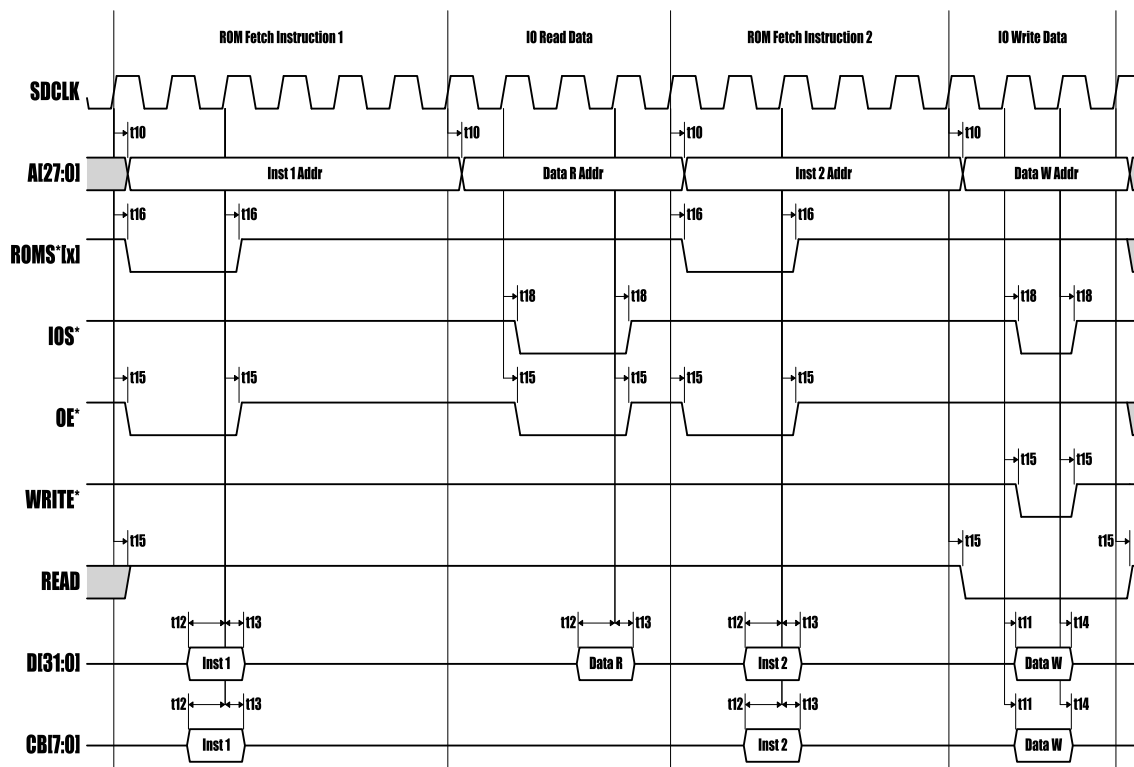 ROM Fetch Instruction 1 IO Read Data ROM Fetch Instruction 2 IO Write Data
SDCLK
t10 t10 t10 t10
A[27:0] Inst 1 Addr Data R Addr Inst 2 Addr Data W Addr
t16 t16 t16 t16
ROMS*[x]
t18 t18 t18 t18
IOS*
t15 t15 t15 t15 t15 t15
OE*
t15 t15
WRITE*
t15 t15 t15
READ
t12 t13 t12 t13 t12 t13 t11 t14
D[31:0] Inst 1 Data R Inst 2 Data W
t12 t13 t12 t13 t11 t14
CB[7:0] Inst 1 Inst 2 Data W